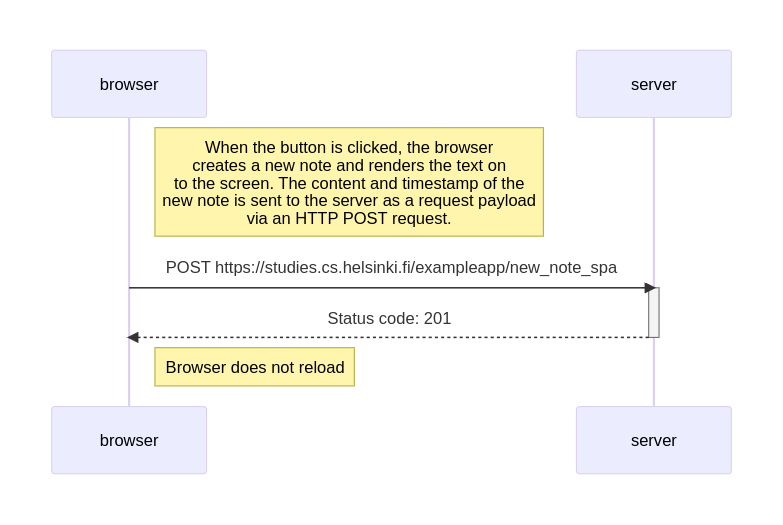 browser
server
When the button is clicked, the browser
creates a new note and renders the text on
to the screen. The content and timestamp of the
new note is sent to the server as a request payload
via an HTTP POST request.
POST https://studies.cs.helsinki.fi/exampleapp/new_note_spa
Status code: 201
Browser does not reload
browser
server